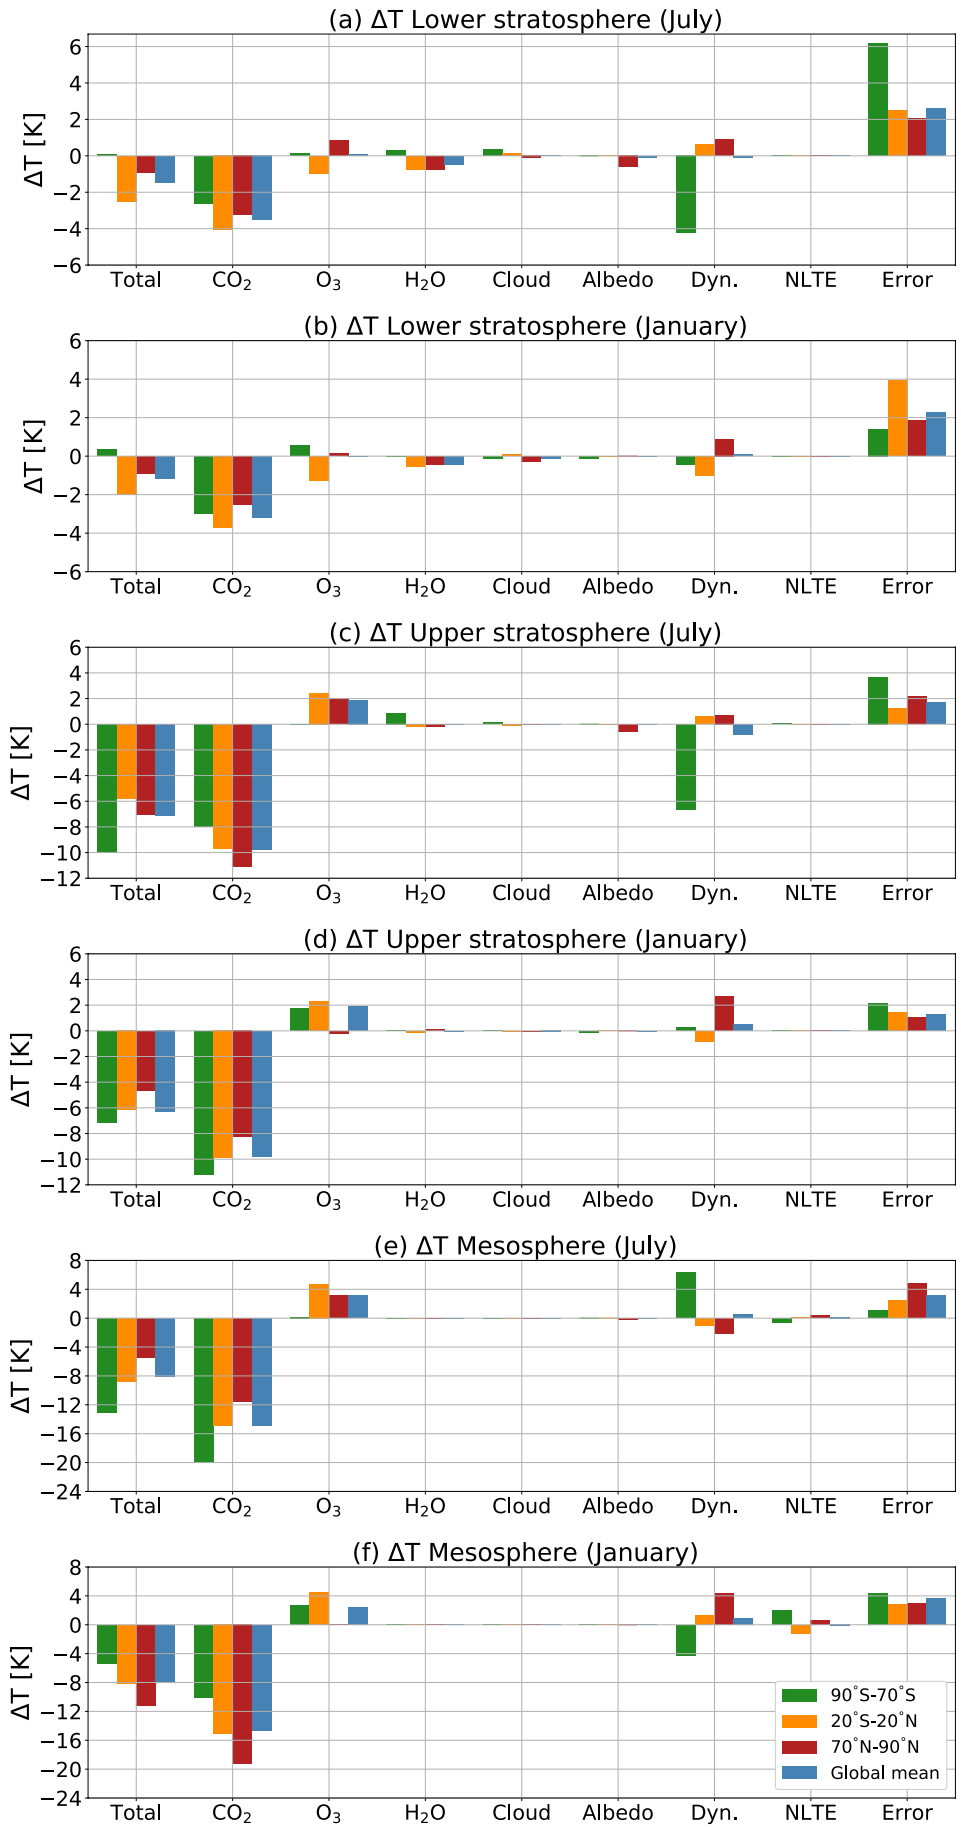 (a) ΔT Lower stratosphere (July)
6
4
2
0
−2
−4
−6
ΔT [K]
Total CO₂ O₃ H₂O Cloud Albedo Dyn. NLTE Error
(b) ΔT Lower stratosphere (January)
6
4
2
0
−2
−4
−6
ΔT [K]
Total CO₂ O₃ H₂O Cloud Albedo Dyn. NLTE Error
(c) ΔT Upper stratosphere (July)
6
4
2
0
−2
−4
−6
−8
−10
−12
ΔT [K]
Total CO₂ O₃ H₂O Cloud Albedo Dyn. NLTE Error
(d) ΔT Upper stratosphere (January)
6
4
2
0
−2
−4
−6
−8
−10
−12
ΔT [K]
Total CO₂ O₃ H₂O Cloud Albedo Dyn. NLTE Error
(e) ΔT Mesosphere (July)
8
4
0
−4
−8
−12
−16
−20
−24
ΔT [K]
Total CO₂ O₃ H₂O Cloud Albedo Dyn. NLTE Error
(f) ΔT Mesosphere (January)
8
4
0
−4
−8
−12
−16
−20
−24
ΔT [K]
90°S-70°S
20°S-20°N
70°N-90°N
Global mean
Total CO₂ O₃ H₂O Cloud Albedo Dyn. NLTE Error